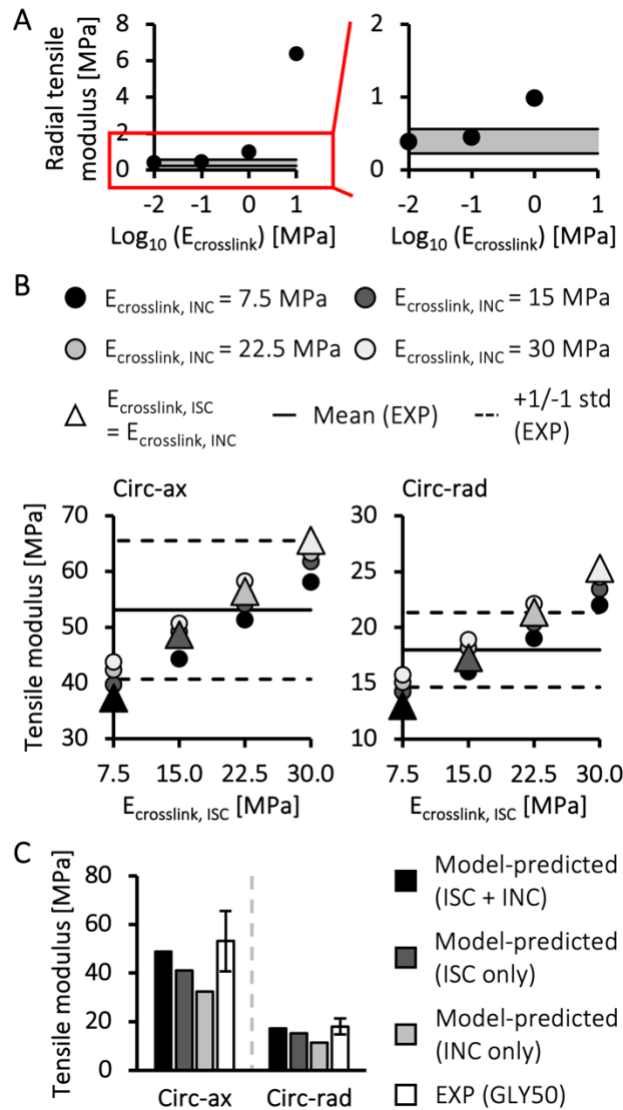 A
Radial tensile
modulus [MPa]
8
6
4
2
0
-2 -1 0 1
Log10 (Ecrosslink) [MPa]
2
1
0
-2 -1 0 1
Log10 (Ecrosslink) [MPa]
B
Ecrosslink, INC = 7.5 MPa
Ecrosslink, INC = 15 MPa
Ecrosslink, INC = 22.5 MPa
Ecrosslink, INC = 30 MPa
Ecrosslink, ISC
= Ecrosslink, INC
Mean (EXP)
+1/-1 std
(EXP)
Circ-ax
Tensile modulus [MPa]
70
60
50
40
30
7.5 15.0 22.5 30.0
Ecrosslink, ISC [MPa]
Circ-rad
25
20
15
10
7.5 15.0 22.5 30.0
Ecrosslink, ISC [MPa]
C
Tensile modulus [MPa]
80
60
40
20
0
Circ-ax Circ-rad
Model-predicted
(ISC + INC)
Model-predicted
(ISC only)
Model-predicted
(INC only)
EXP (GLY50)